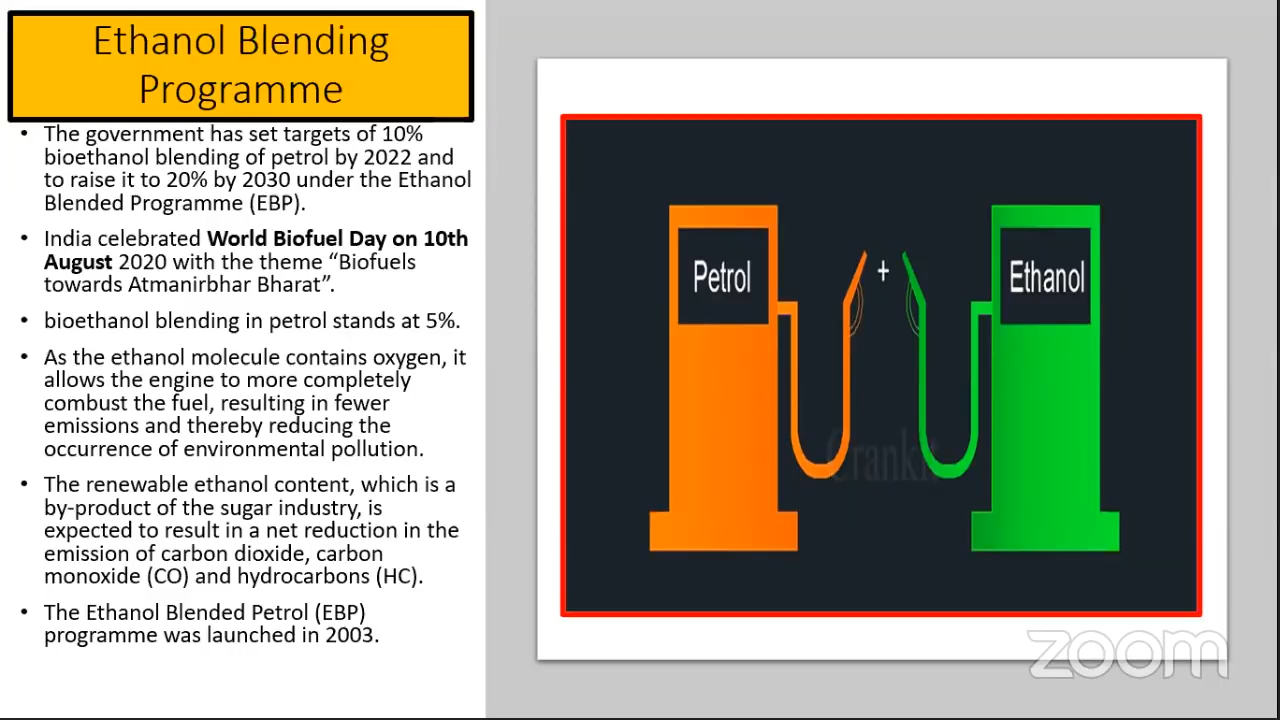 Ethanol Blending
Programme
• The government has set targets of 10%
bioethanol blending of petrol by 2022 and
to raise it to 20% by 2030 under the Ethanol
Blended Programme (EBP).
• India celebrated World Biofuel Day on 10th
August 2020 with the theme “Biofuels
towards Atmanirbhar Bharat”.
• bioethanol blending in petrol stands at 5%.
• As the ethanol molecule contains oxygen, it
allows the engine to more completely
combust the fuel, resulting in fewer
emissions and thereby reducing the
occurrence of environmental pollution.
• The renewable ethanol content, which is a
by-product of the sugar industry, is
expected to result in a net reduction in the
emission of carbon dioxide, carbon
monoxide (CO) and hydrocarbons (HC).
• The Ethanol Blended Petrol (EBP)
programme was launched in 2003.
Petrol
+
Ethanol
zoom